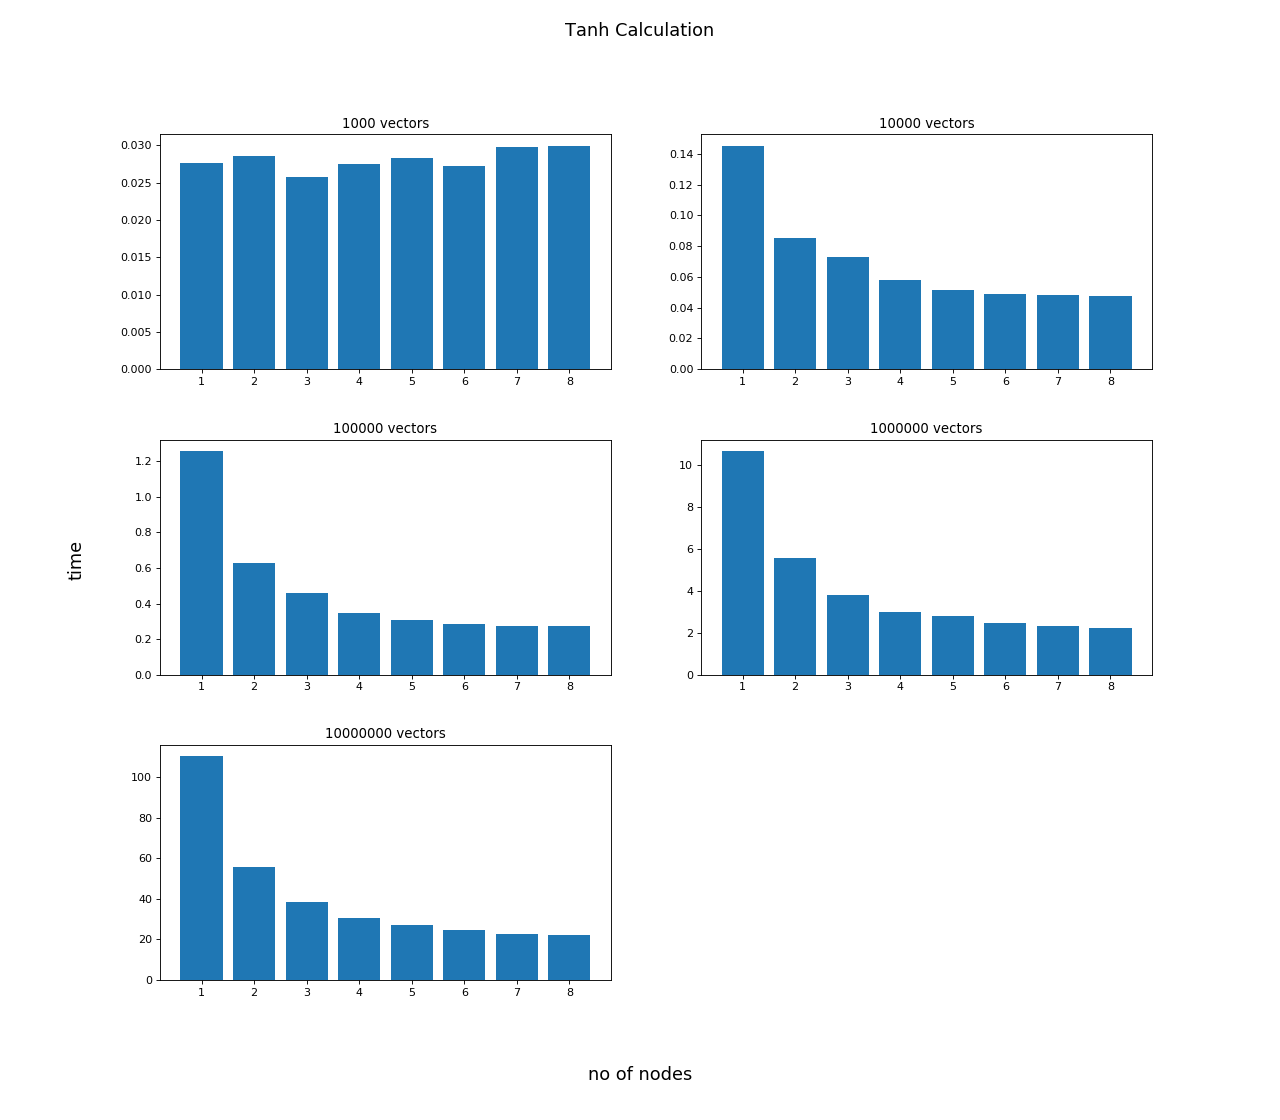 Tanh Calculation
1000 vectors
0.030
0.025
0.020
0.015
0.010
0.005
0.000
1 2 3 4 5 6 7 8
10000 vectors
0.14
0.12
0.10
0.08
0.06
0.04
0.02
0.00
1 2 3 4 5 6 7 8
100000 vectors
1.2
1.0
0.8
0.6
0.4
0.2
0.0
1 2 3 4 5 6 7 8
1000000 vectors
10
8
6
4
2
0
1 2 3 4 5 6 7 8
time
10000000 vectors
100
80
60
40
20
0
1 2 3 4 5 6 7 8
no of nodes